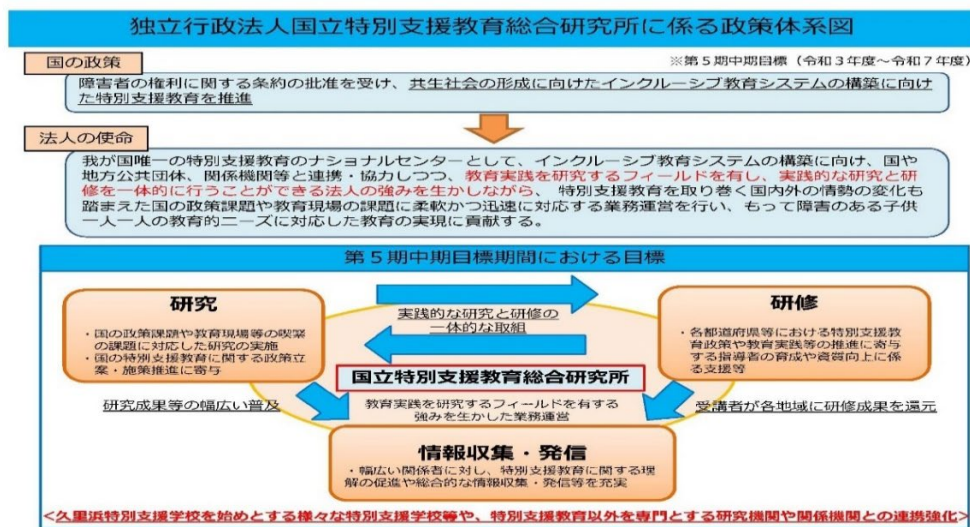 独立行政法人国立特別支援教育総合研究所に係る政策体系図
国の政策
※第5期中期目標(令和3年度~令和7年度)
障害者の権利に関する条約の批准を受け、共生社会の形成に向けたインクルーシブ教育システムの構築に向け
た特別支援教育を推進
法人の使命
我が国唯一の特別支援教育のナショナルセンターとして、インクルーシブ教育システムの構築に向け、国や
地方公共団体、関係機関等と連携・協力しつつ、教育実践を研究するフィールドを有し、実践的な研究と
研修を一体的に行うことができる法人の強みを生かしながら、特別支援教育を取り巻く国内外の情勢の変化も
踏まえた国の政策課題や教育現場の課題に柔軟かつ迅速に対応する業務運営を行い、もって障害のある子供
一人一人の教育的ニーズに対応した教育の実現に貢献する。
第5期中期目標期間における目標
研究
・国の政策課題や教育現場等の喫緊
の課題に対応した研究の実施
・国の特別支援教育に関する政策立
案・施策推進に寄与
実践的な研究と研修の
一体的な取組
研修
・各都道府県等における特別支援教
育政策や教育実践等の推進に寄与
する指導者の育成や資質向上に係
る支援等
国立特別支援教育総合研究所
教育実践を研究するフィールドを有する
強みを生かした業務運営
研究成果等の幅広い普及
受講者が各地域に研修成果を還元
情報収集・発信
・幅広い関係者に対し、特別支援教育に関する理
解の促進や総合的な情報収集・発信等を充実
<久里浜特別支援学校を始めとする様々な特別支援学校等や、特別支援教育以外を専門とする研究機関や関係機関との連携強化>